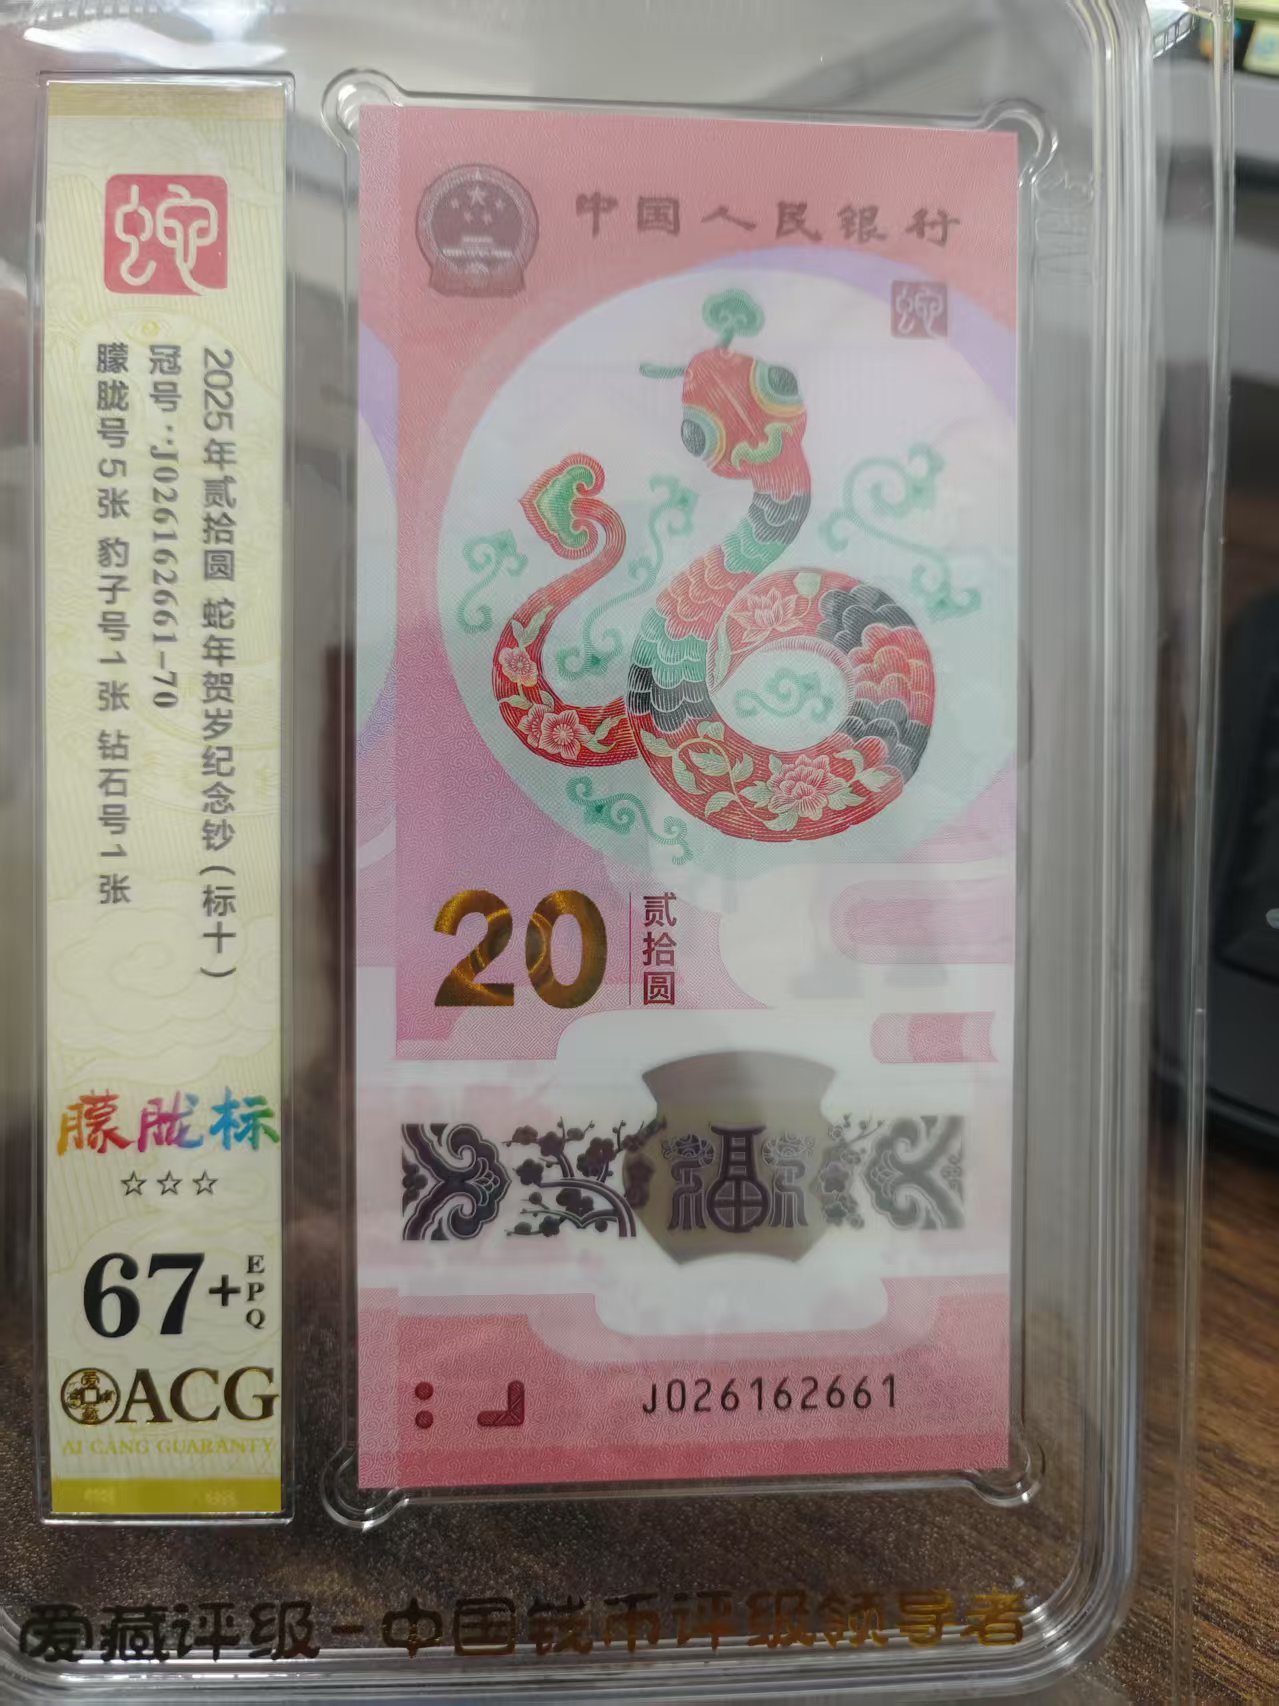 蛇
2025年贰拾圆 蛇年贺岁纪念钞(标十)
冠号:J026162661-70
朦胧号5张 豹子号1张 钻石号1张
朦胧标
☆☆☆
67+EPQ
ACG
AI CANG GUARANTY
中国人民银行
蛇
20 贰拾圆
福
J026162661
爱藏评级-中国钱币评级领导者